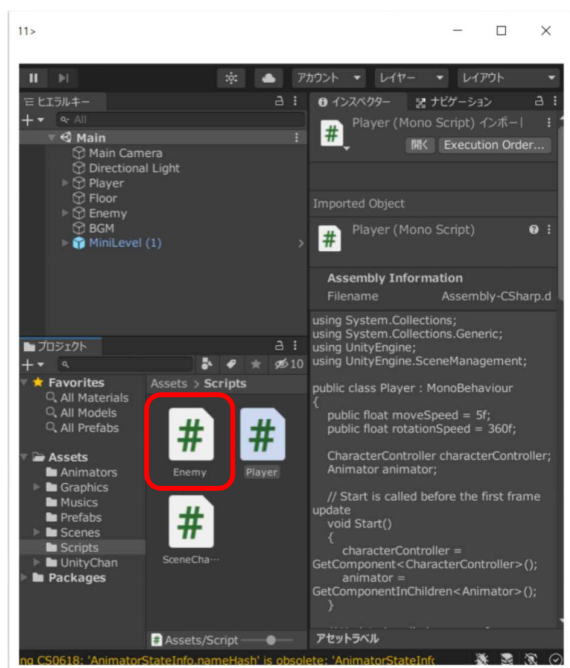 11>
アカウント レイヤー レイアウト
ヒエラルキー
All
Main
Main Camera
Directional Light
Player
Floor
Enemy
BGM
MiniLevel (1)
インスペクター ナビゲーション
Player (Mono Script) インポー
開く Execution Order...
Imported Object
Player (Mono Script)
Assembly Information
Filename Assembly-CSharp.d
using System.Collections;
using System.Collections.Generic;
using UnityEngine;
using UnityEngine.SceneManagement;
public class Player : MonoBehaviour
{
public float moveSpeed = 5f;
public float rotationSpeed = 360f;
CharacterController characterController;
Animator animator;
// Start is called before the first frame
update
void Start()
{
characterController =
GetComponent<CharacterController>();
animator =
GetComponentInChildren<Animator>();
}
アセットラベル
プロジェクト
10
Favorites
All Materials
All Models
All Prefabs
Assets
Animators
Graphics
Musics
Prefabs
Scenes
Scripts
UnityChan
Packages
Assets > Scripts
# Enemy
# Player
# SceneCha…
Assets/Script
ng CS0618: 'AnimatorStateInfo.nameHash' is obsolete: 'AnimatorStateInfo